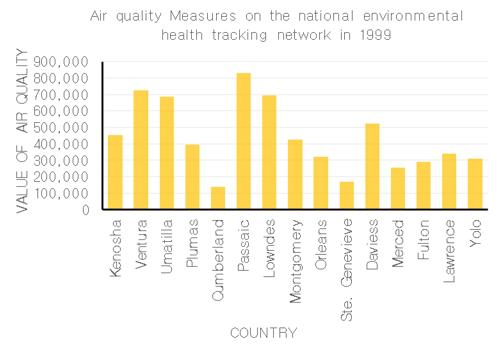 Air quality Measures on the national environmental
health tracking network in 1999
VALUE OF AIR QUALITY
900,000
800,000
700,000
600,000
500,000
400,000
300,000
200,000
100,000
0
Kenosha
Ventura
Umatilla
Plumas
Cumberland
Passaic
Lowndes
Montgomery
Orleans
Ste. Genevieve
Daviess
Merced
Fulton
Lawrence
Yolo
COUNTRY